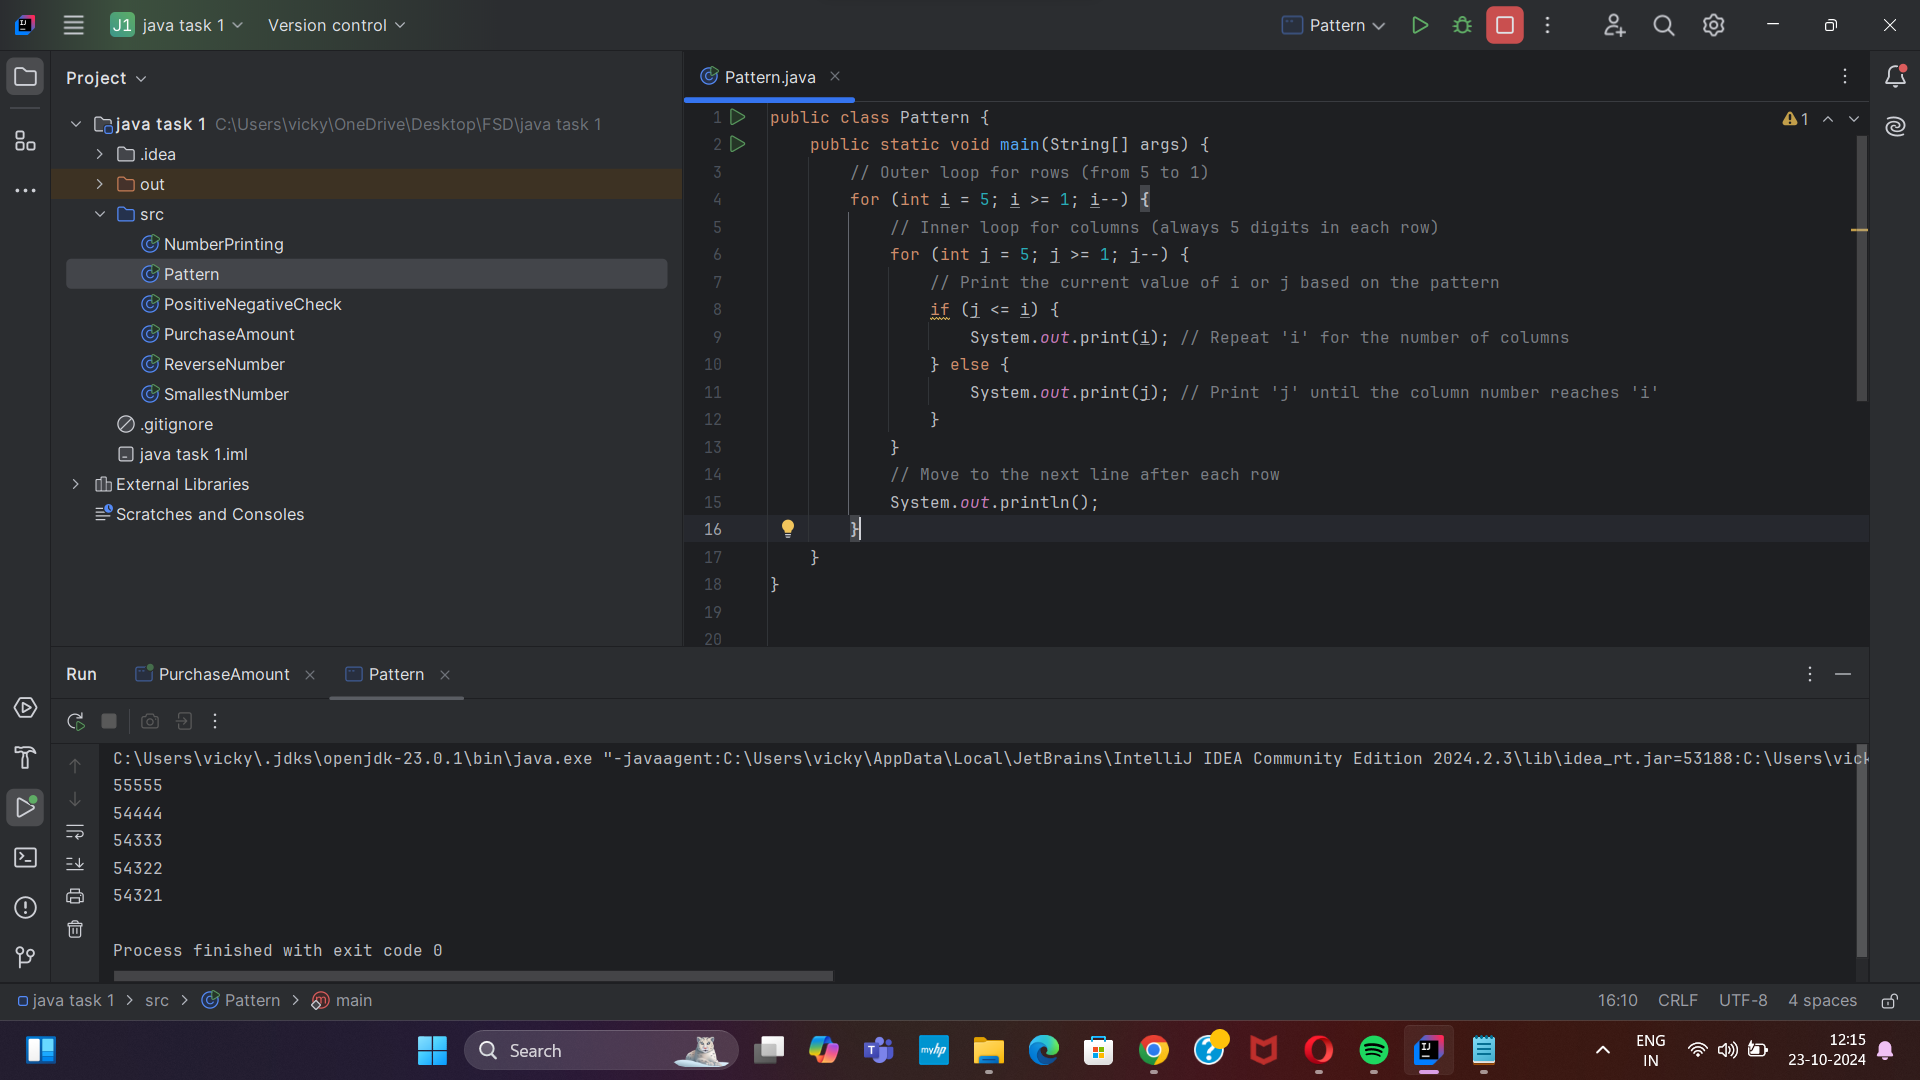 J1 java task 1 Version control Pattern
Project
java task 1 C:\Users\vicky\OneDrive\Desktop\FSD\java task 1
.idea
out
src
NumberPrinting
Pattern
PositiveNegativeCheck
PurchaseAmount
ReverseNumber
SmallestNumber
.gitignore
java task 1.iml
External Libraries
Scratches and Consoles
Pattern.java
1 public class Pattern {
2 public static void main(String[] args) {
3 // Outer loop for rows (from 5 to 1)
4 for (int i = 5; i >= 1; i--) {
5 // Inner loop for columns (always 5 digits in each row)
6 for (int j = 5; j >= 1; j--) {
7 // Print the current value of i or j based on the pattern
8 if (j <= i) {
9 System.out.print(i); // Repeat 'i' for the number of columns
10 } else {
11 System.out.print(j); // Print 'j' until the column number reaches 'i'
12 }
13 }
14 // Move to the next line after each row
15 System.out.println();
16 }
17 }
18 }
19
20
1
Run PurchaseAmount Pattern
C:\Users\vicky\.jdks\openjdk-23.0.1\bin\java.exe "-javaagent:C:\Users\vicky\AppData\Local\JetBrains\IntelliJ IDEA Community Edition 2024.2.3\lib\idea_rt.jar=53188:C:\Users\vick
55555
54444
54333
54322
54321
Process finished with exit code 0
java task 1 > src > Pattern > main 16:10 CRLF UTF-8 4 spaces
Search
myhp
ENG
IN
12:15
23-10-2024